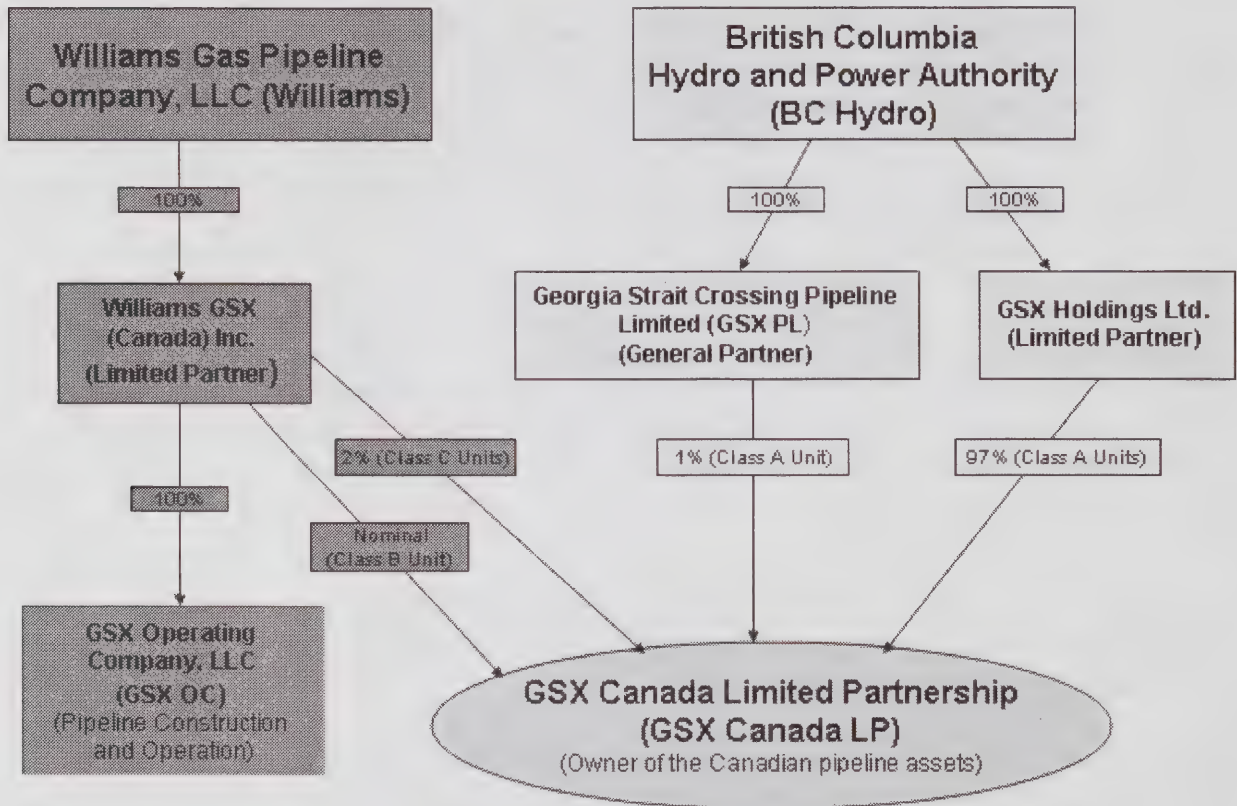 Williams Gas Pipeline
Company, LLC (Williams)
British Columbia
Hydro and Power Authority
(BC Hydro)
100%
100%
100%
Williams GSX
(Canada) Inc.
(Limited Partner)
Georgia Strait Crossing Pipeline
Limited (GSX PL)
(General Partner)
GSX Holdings Ltd.
(Limited Partner)
2% (Class C Units)
1% (Class A Unit)
97% (Class A Units)
100%
Nominal
(Class B Unit)
GSX Operating
Company, LLC
(GSX OC)
(Pipeline Construction
and Operation)
GSX Canada Limited Partnership
(GSX Canada LP)
(Owner of the Canadian pipeline assets)